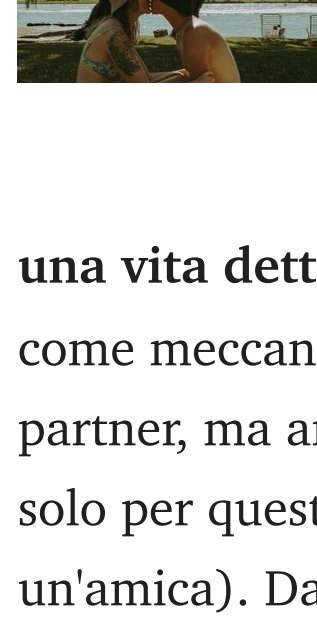 una vita dett
come meccan
partner, ma a
solo per quest
un'amica). Da